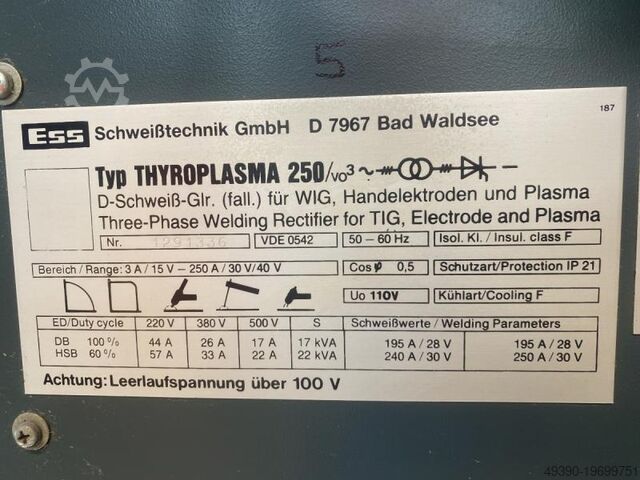 5
187
ESS Schweißtechnik GmbH D 7967 Bad Waldsee
Typ THYROPLASMA 250/VO 3 ~
D-Schweiß-Glr. (fall.) für WIG, Handelektroden und Plasma
Three-Phase Welding Rectifier for TIG, Electrode and Plasma
Nr. 1291336 VDE 0542 50–60 Hz Isol. Kl. / Insul. class F
Bereich / Range: 3 A / 15 V – 250 A / 30 V/40 V Cos φ 0,5 Schutzart/Protection IP 21
Uo 110V Kühlart/Cooling F
ED/Duty cycle 220 V 380 V 500 V S Schweißwerte / Welding Parameters
DB 100% 44 A 26 A 17 A 17 kVA 195 A / 28 V 195 A / 28 V
HSB 60% 57 A 33 A 22 A 22 kVA 240 A / 30 V 250 A / 30 V
Achtung: Leerlaufspannung über 100 V
49390-19699751